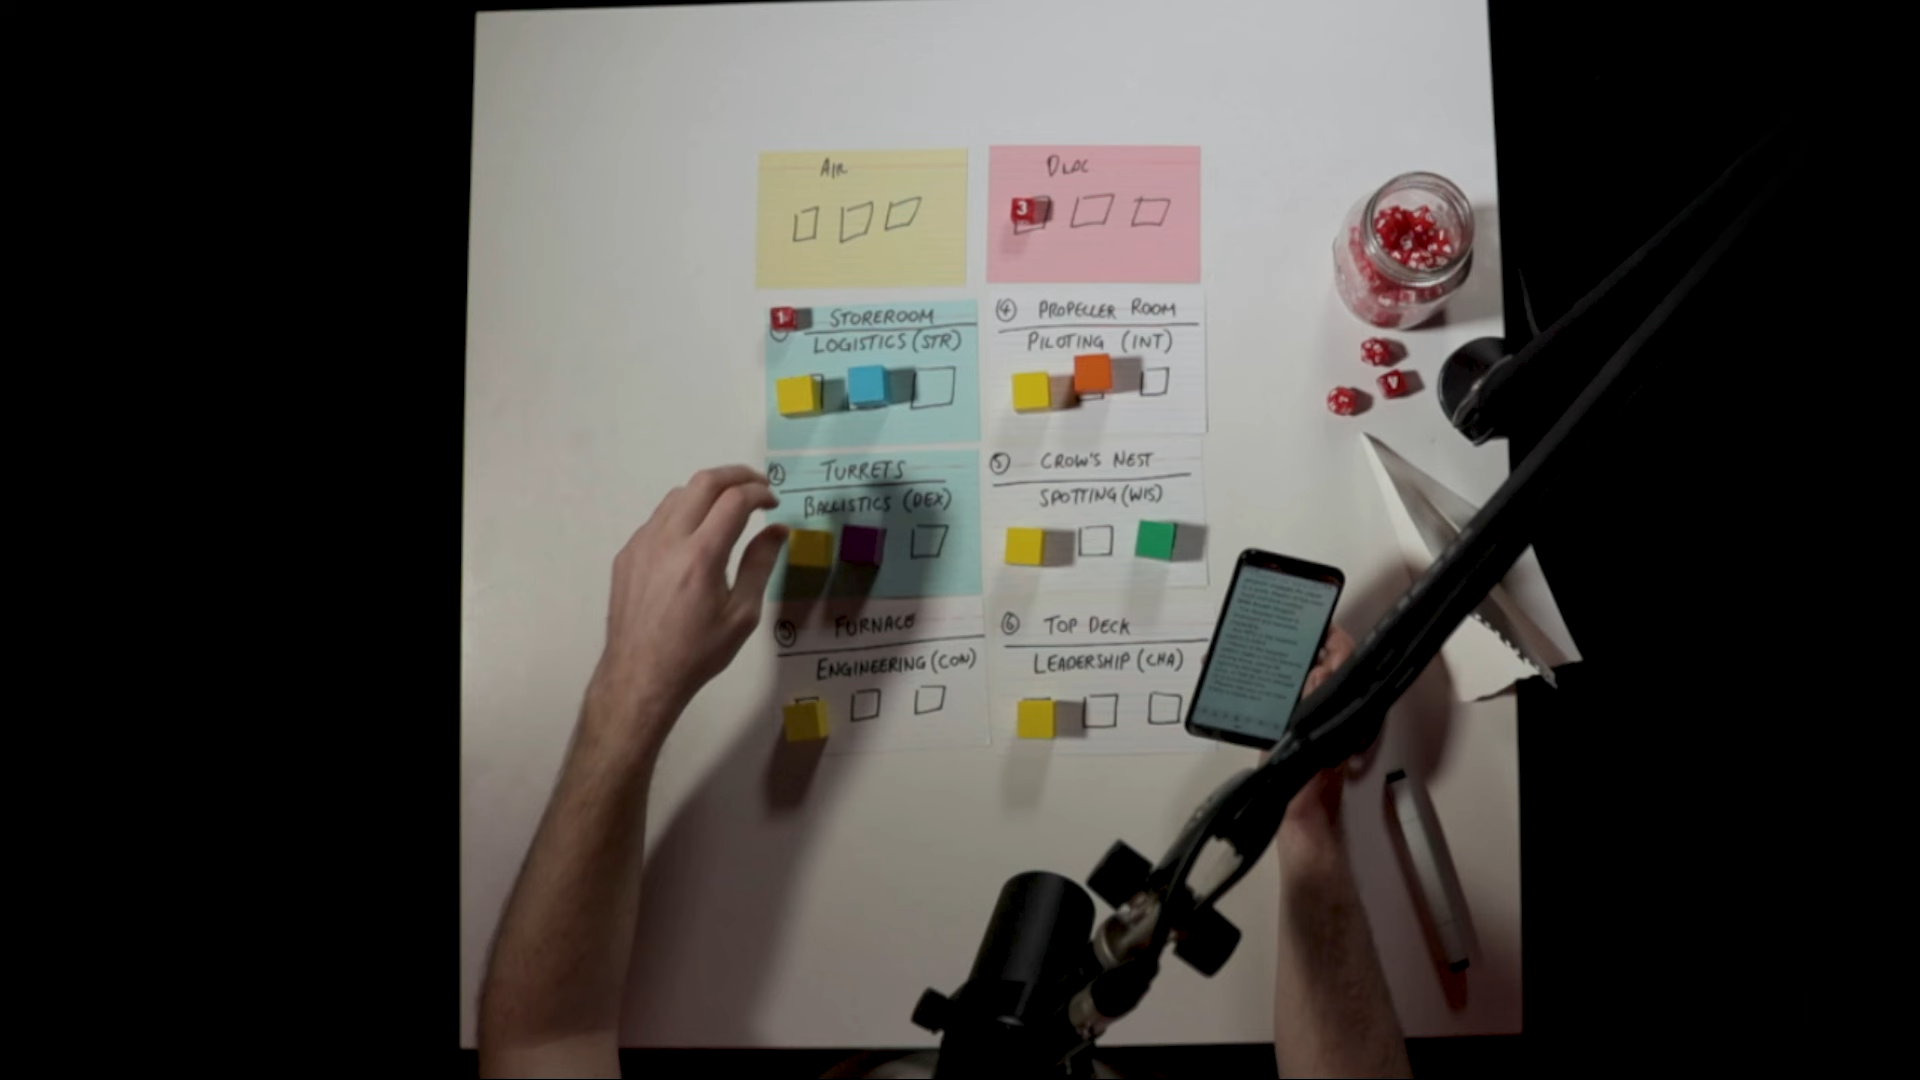 AIR
3
1
STOREROOM
LOGISTICS (STR)
2
TURRETS
BALLISTICS (DEX)
3
FURNACE
ENGINEERING (CON)
4
PROPELLER ROOM
PILOTING (INT)
5
CROW'S NEST
SPOTTING (WIS)
6
TOP DECK
LEADERSHIP (CHA)